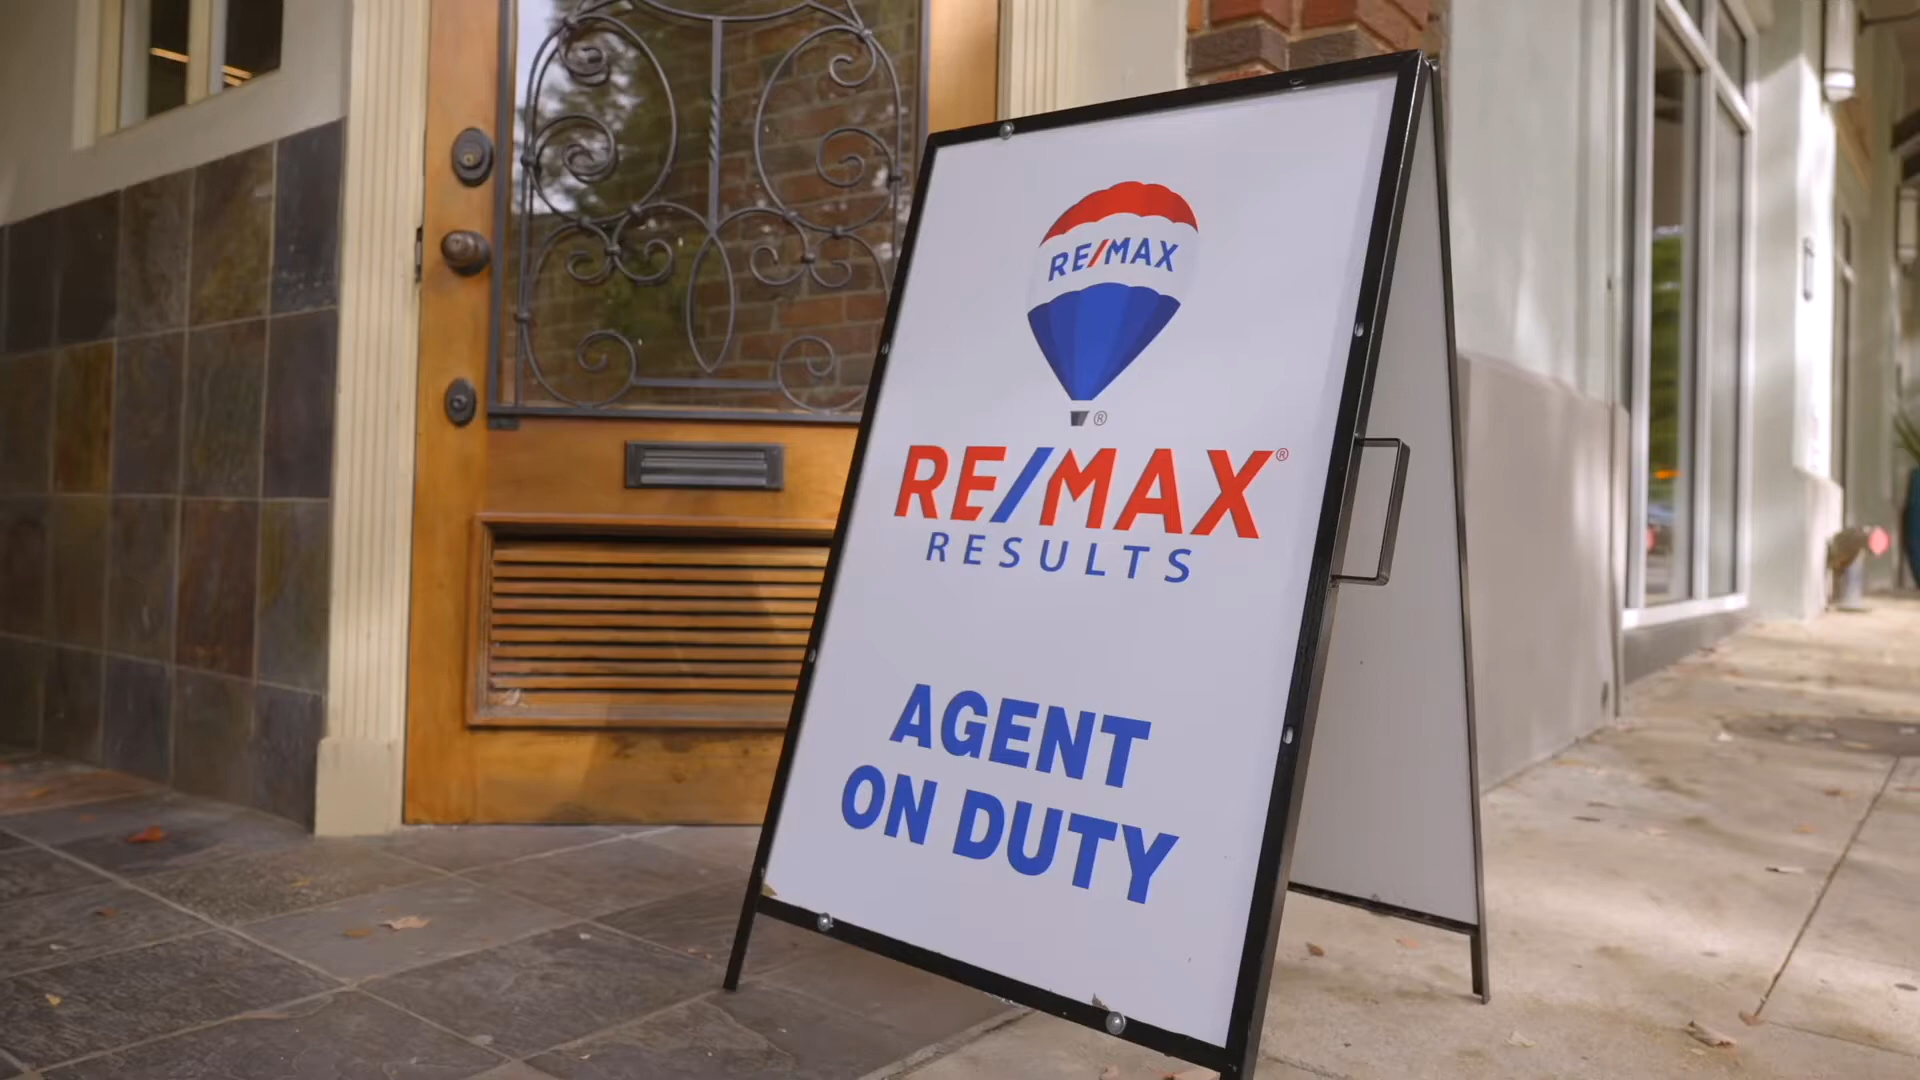 RE/MAX
®
RE/MAX®
RESULTS
AGENT
ON DUTY